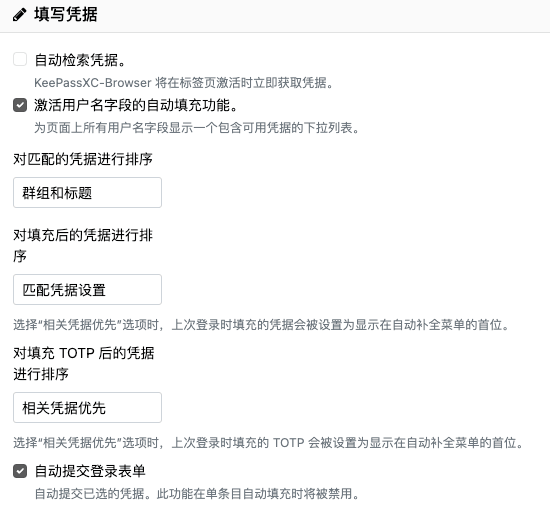 填写凭据
自动检索凭据。
KeePassXC-Browser 将在标签页激活时立即获取凭据。
激活用户名字段的自动填充功能。
为页面上所有用户名字段显示一个包含可用凭据的下拉列表。
对匹配的凭据进行排序
群组和标题
对填充后的凭据进行排
序
匹配凭据设置
选择“相关凭据优先”选项时，上次登录时填充的凭据会被设置为显示在自动补全菜单的首位。
对填充 TOTP 后的凭据
进行排序
相关凭据优先
选择“相关凭据优先”选项时，上次登录时填充的 TOTP 会被设置为显示在自动补全菜单的首位。
自动提交登录表单
自动提交已选的凭据。此功能在单条目自动填充时将被禁用。